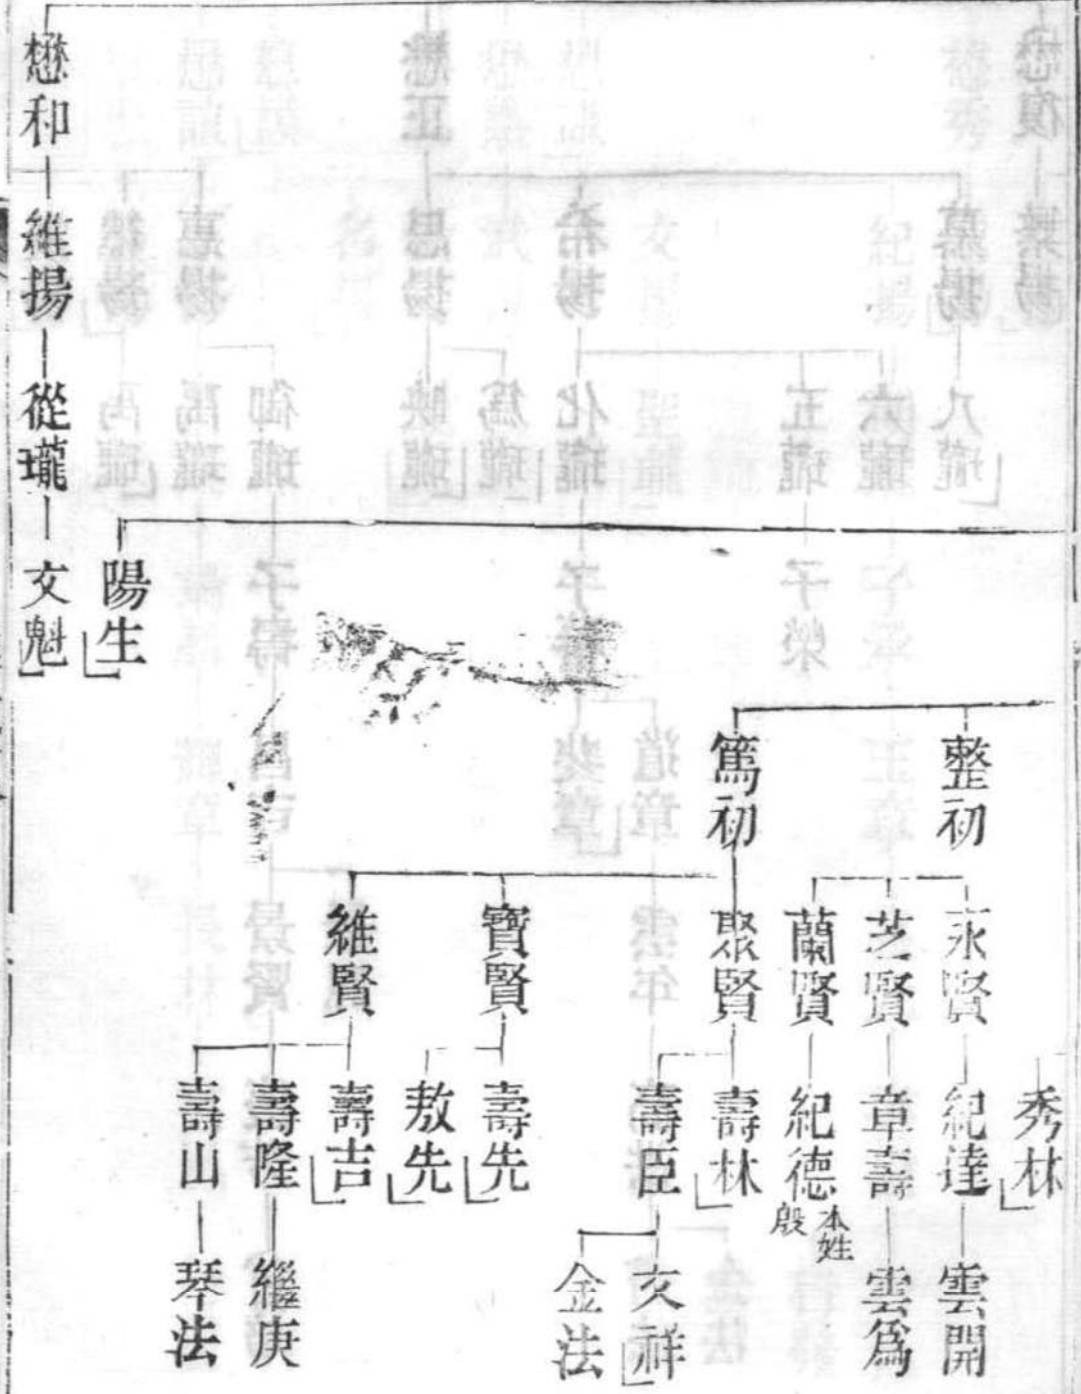 秀林
整初
永賢
紀達
雲開
芝賢
章壽
雲爲
蘭賢
紀德
本姓
殷
篤初
聚賢
壽林
壽臣
文祥
金法
寶賢
壽先
敖先
維賢
壽吉
壽隆
繼庚
壽山
琴法
陽生
懋和
維揚
從瓏
文魁